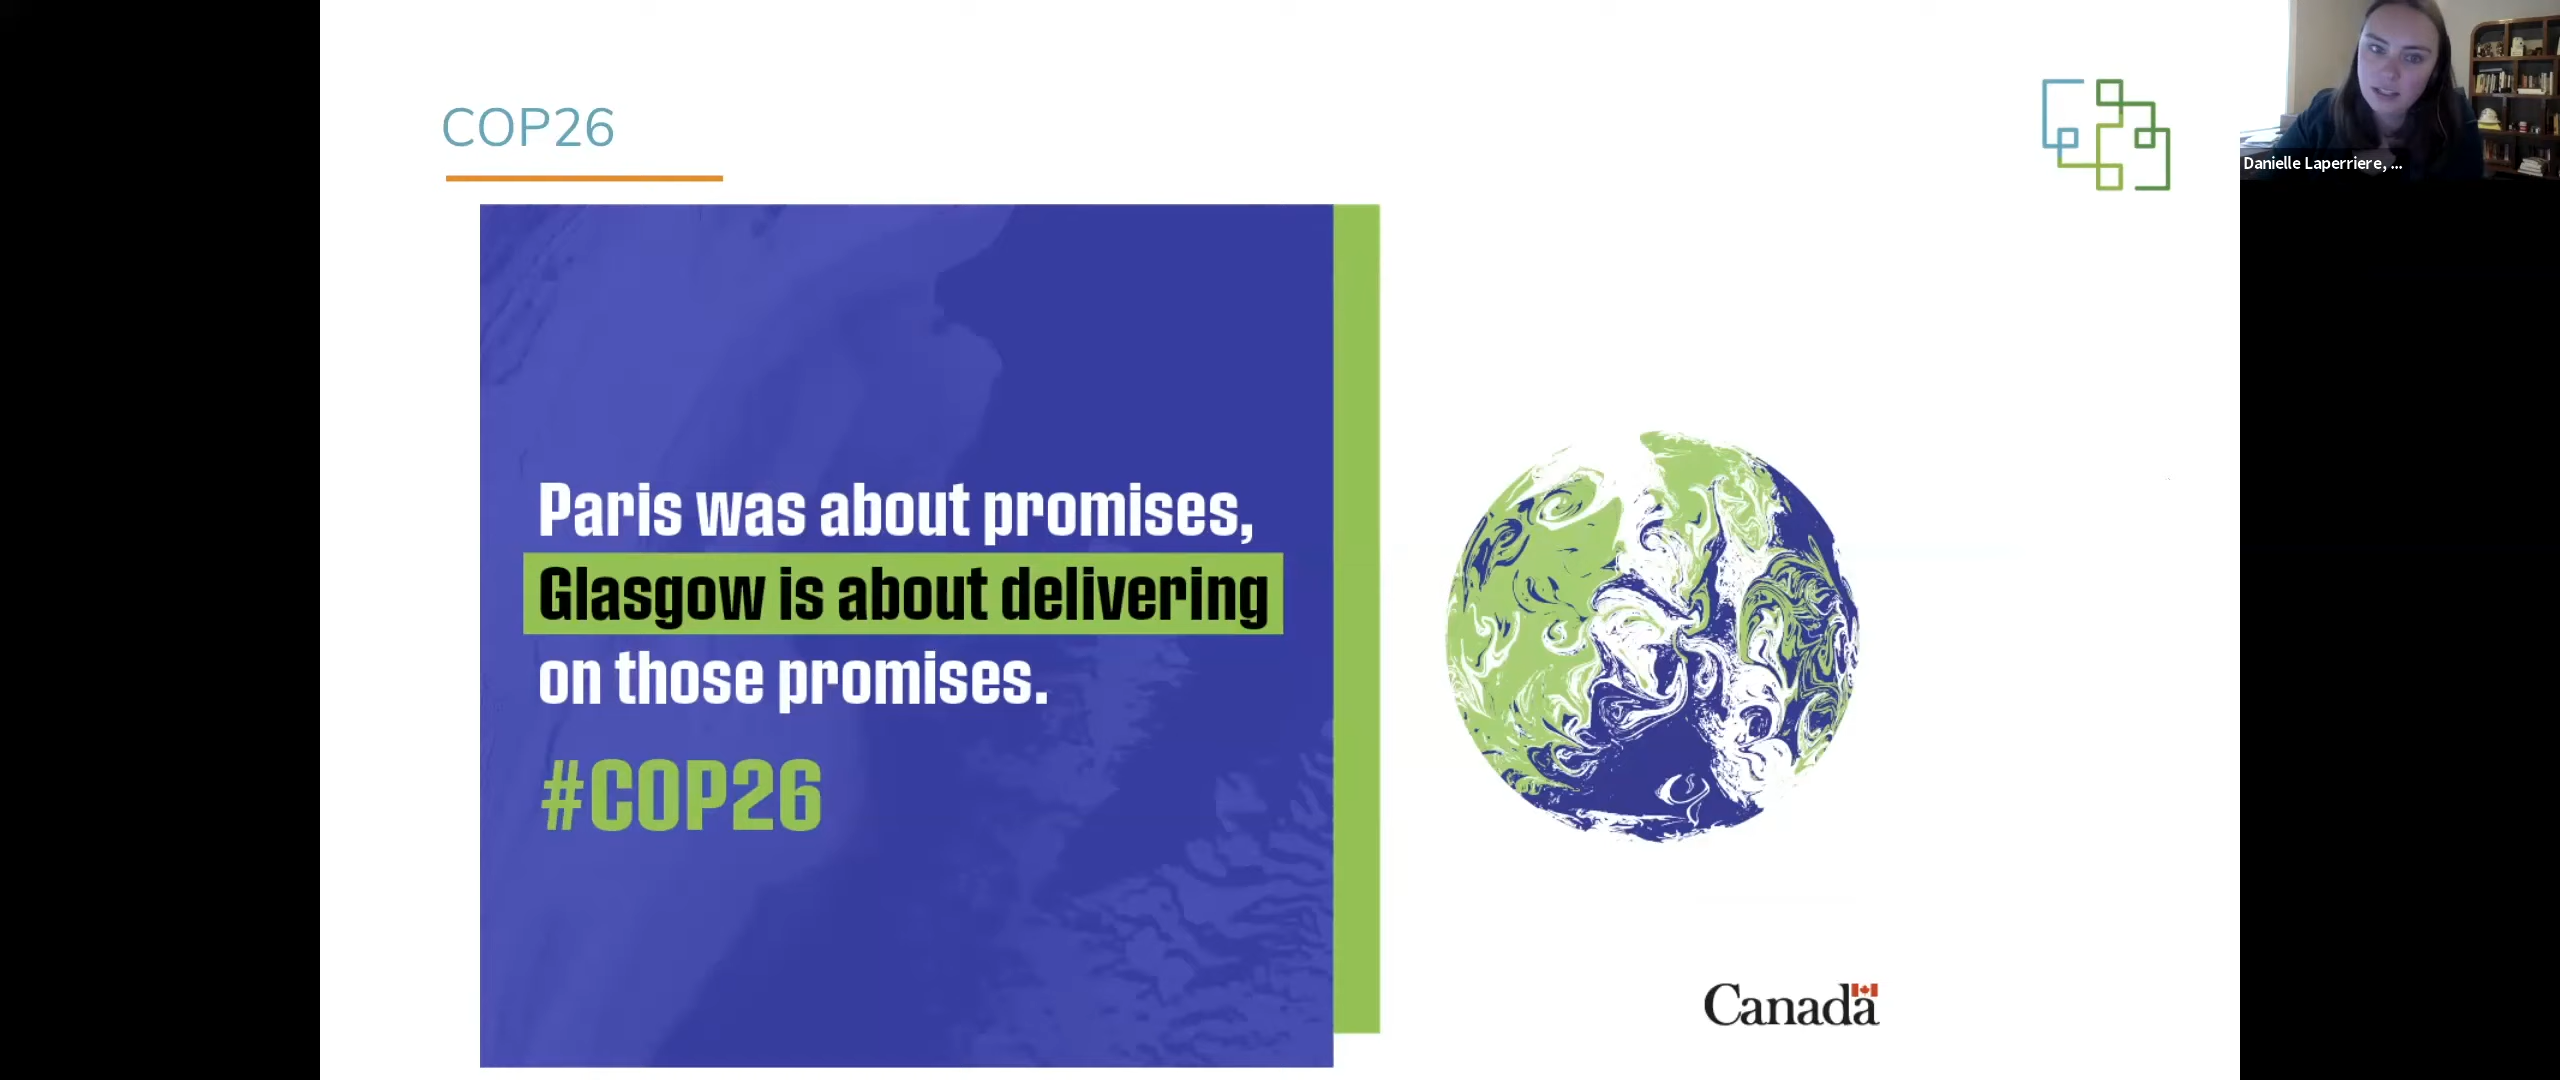 COP26
Danielle Laperriere, ...
Paris was about promises,
Glasgow is about delivering
on those promises.
#COP26
Canada